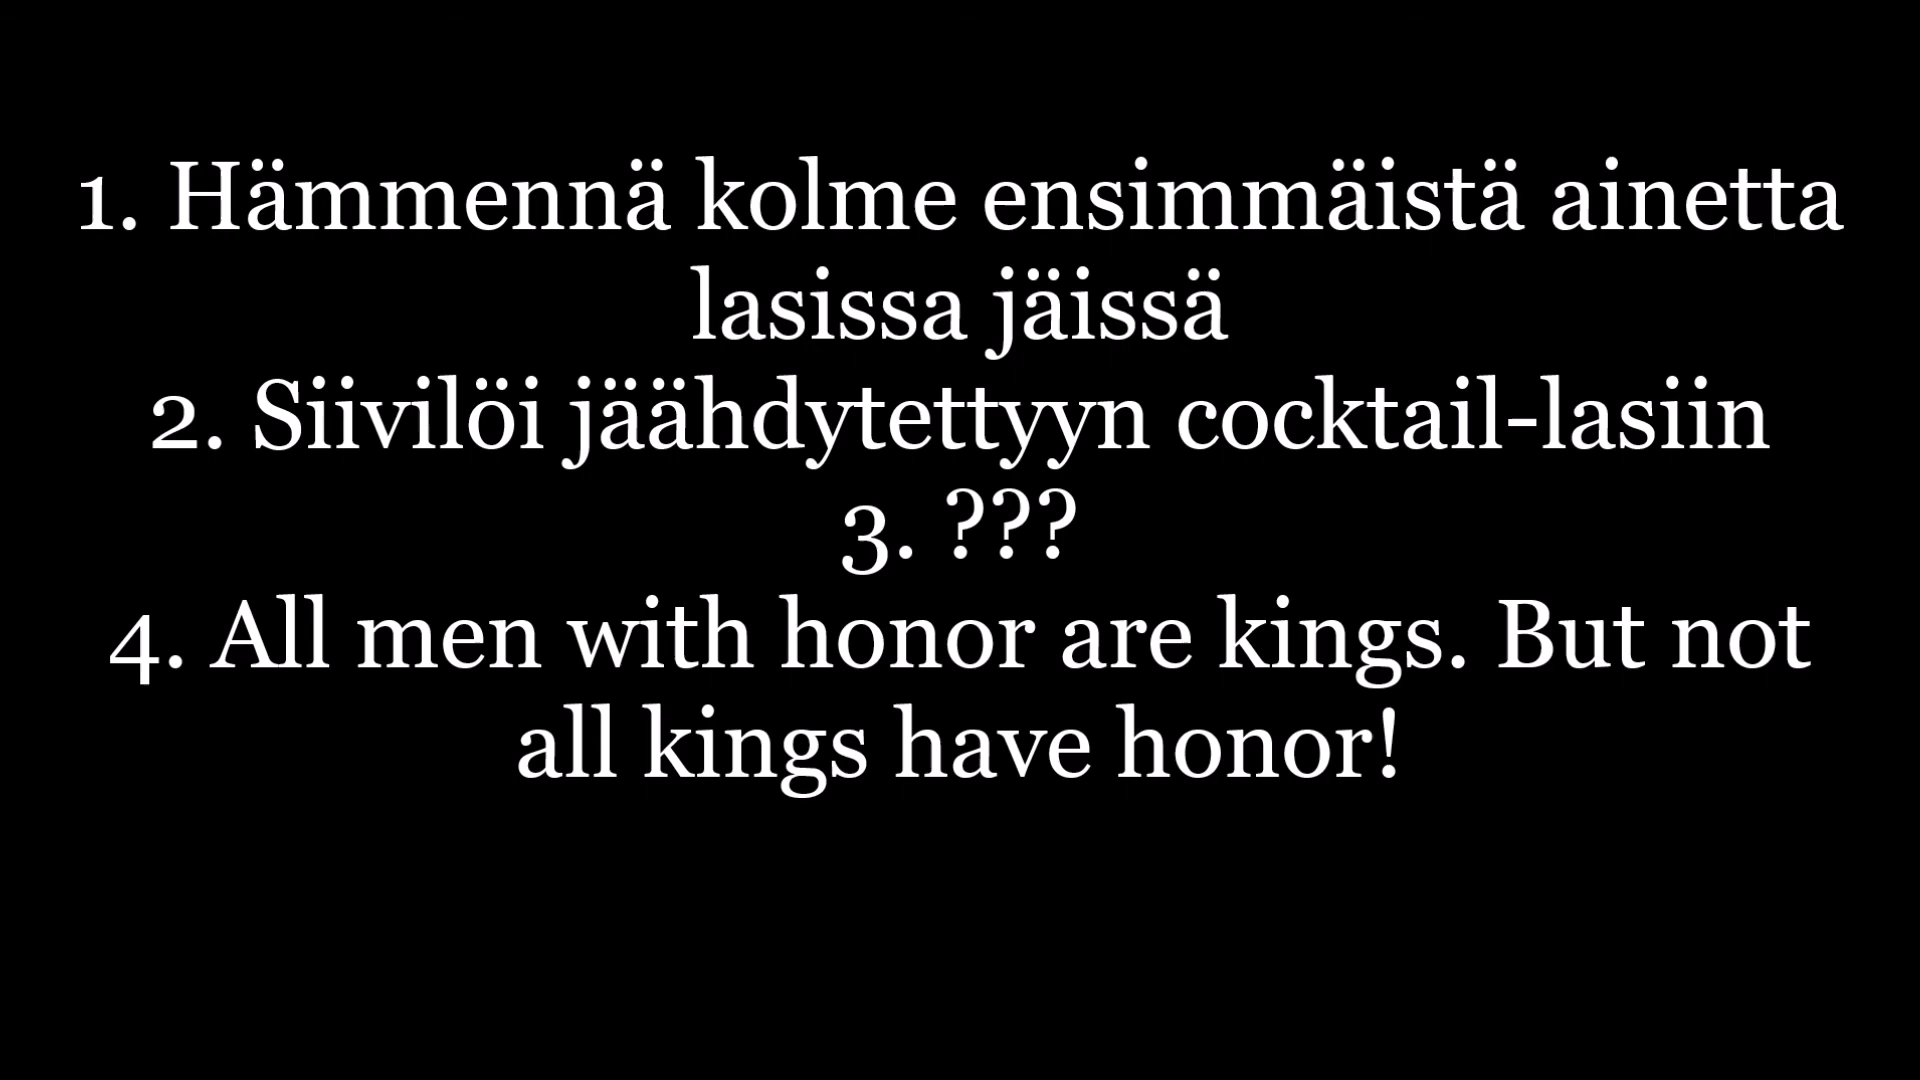 1. Hämmennä kolme ensimmäistä ainetta
lasissa jäissä
2. Siivilöi jäähdytettyyn cocktail-lasiin
3. ???
4. All men with honor are kings. But not
all kings have honor!